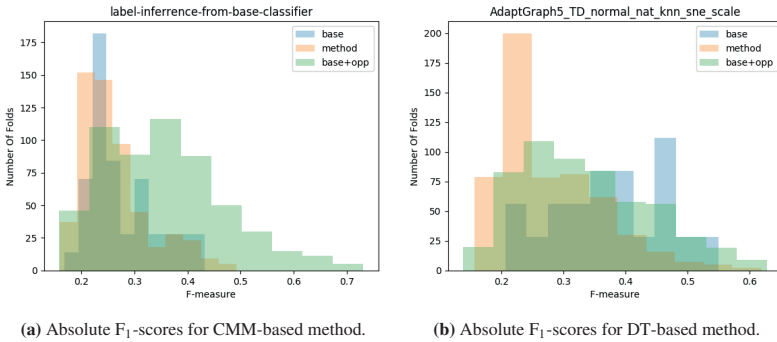 label-inferrence-from-base-classifier
base
method
base+opp
175
150
125
100
75
50
25
0
Number Of Folds
0.2 0.3 0.4 0.5 0.6 0.7
F-measure
(a) Absolute F₁-scores for CMM-based method.
AdaptGraph5_TD_normal_nat_knn_sne_scale
base
method
base+opp
200
175
150
125
100
75
50
25
0
Number Of Folds
0.2 0.3 0.4 0.5 0.6
F-measure
(b) Absolute F₁-scores for DT-based method.